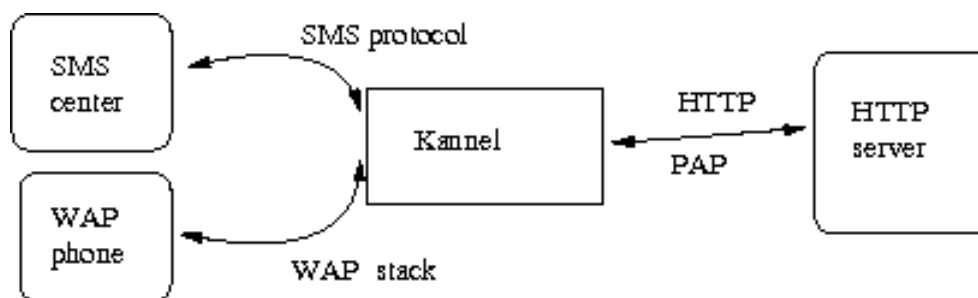 SMS
center
SMS protocol
Kannel
HTTP
PAP
HTTP
server
WAP
phone
WAP stack